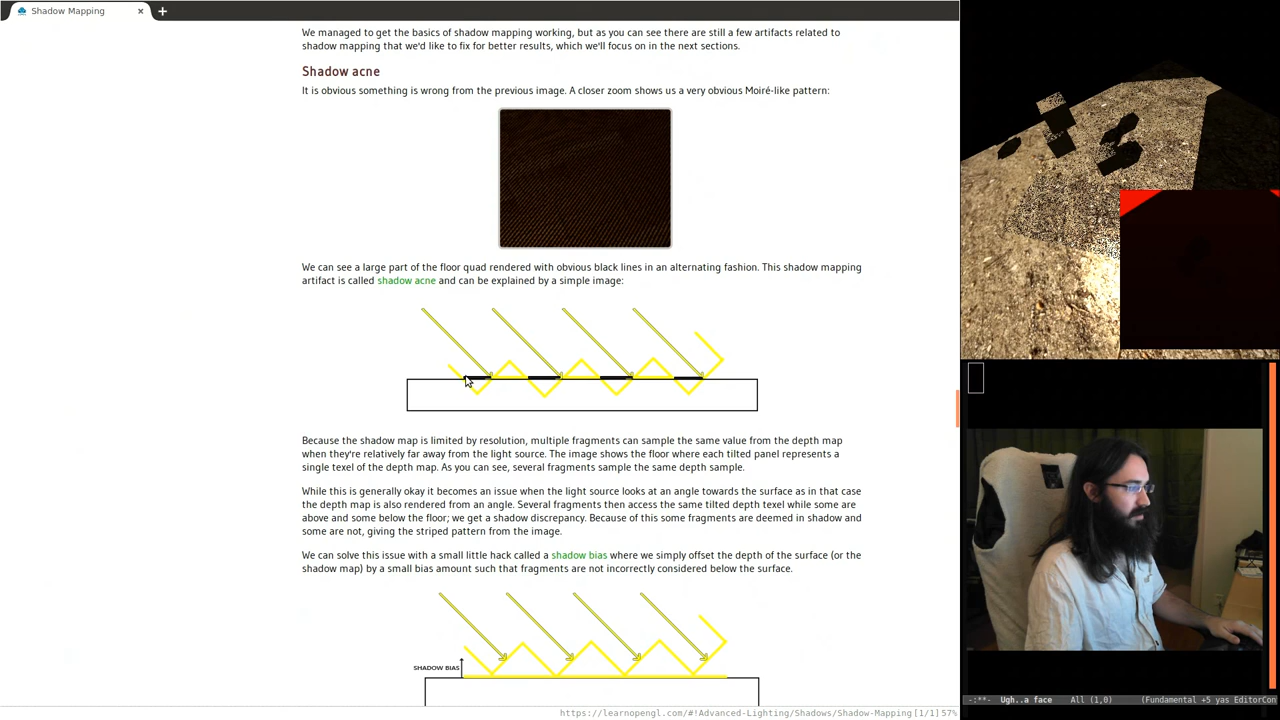 Shadow Mapping
We managed to get the basics of shadow mapping working, but as you can see there are still a few artifacts related to
shadow mapping that we'd like to fix for better results, which we'll focus on in the next sections.
Shadow acne
It is obvious something is wrong from the previous image. A closer zoom shows us a very obvious Moiré-like pattern:
We can see a large part of the floor quad rendered with obvious black lines in an alternating fashion. This shadow mapping
artifact is called shadow acne and can be explained by a simple image:
Because the shadow map is limited by resolution, multiple fragments can sample the same value from the depth map
when they're relatively far away from the light source. The image shows the floor where each tilted panel represents a
single texel of the depth map. As you can see, several fragments sample the same depth sample.
While this is generally okay it becomes an issue when the light source looks at an angle towards the surface as in that case
the depth map is also rendered from an angle. Several fragments then access the same tilted depth texel while some are
above and some below the floor; we get a shadow discrepancy. Because of this some fragments are deemed in shadow and
some are not, giving the striped pattern from the image.
We can solve this issue with a small little hack called a shadow bias where we simply offset the depth of the surface (or the
shadow map) by a small bias amount such that fragments are not incorrectly considered below the surface.
SHADOW BIAS
https://learnopengl.com/#!Advanced-Lighting/Shadows/Shadow-Mapping [1/1] 57%
-:**- Ugh..a face All (1,0) (Fundamental +5 yas EditorCon